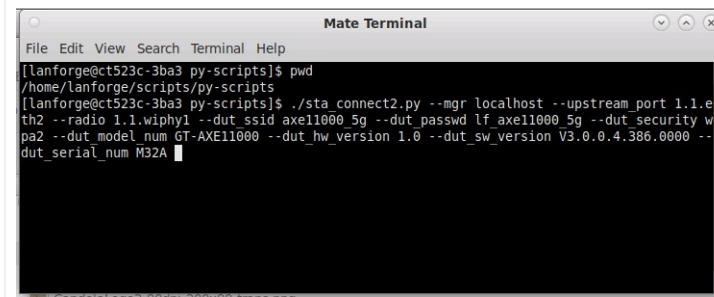 Mate Terminal
File Edit View Search Terminal Help
[lanforge@ct523c-3ba3 py-scripts]$ pwd
/home/lanforge/scripts/py-scripts
[lanforge@ct523c-3ba3 py-scripts]$ ./sta_connect2.py --mgr localhost --upstream_port 1.1.e
th2 --radio 1.1.wiphy1 --dut_ssid axe11000_5g --dut_passwd lf_axe11000_5g --dut_security w
pa2 --dut_model_num GT-AXE11000 --dut_hw_version 1.0 --dut_sw_version V3.0.0.4.386.0000 --
dut_serial_num M32A